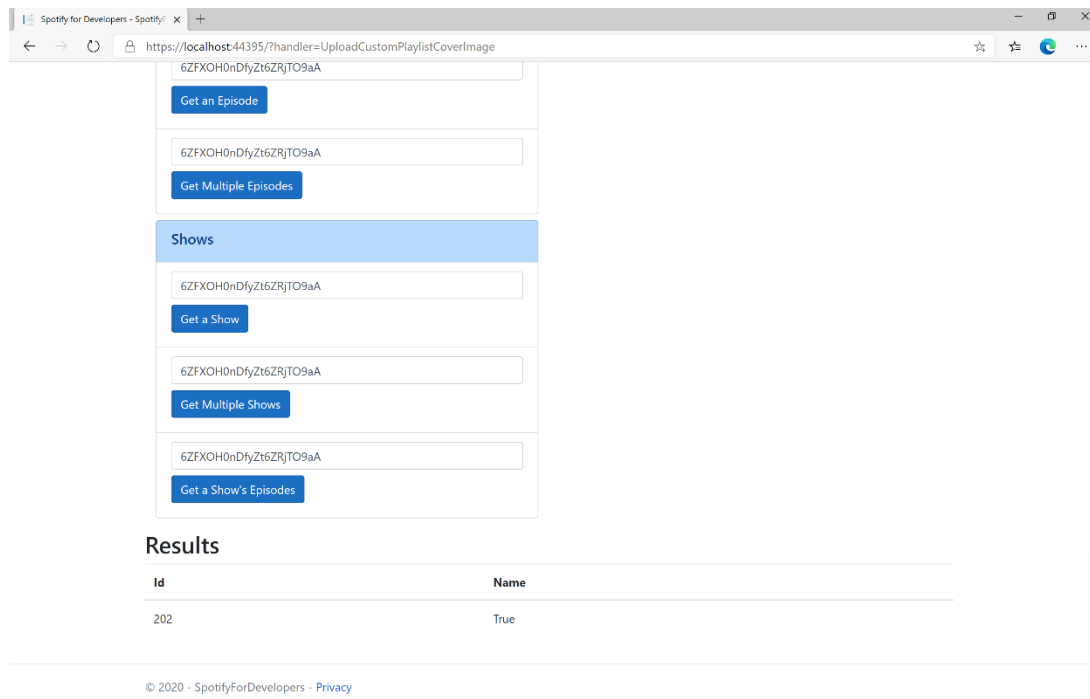 Spotify for Developers - Spotify
https://localhost:44395/?handler=UploadCustomPlaylistCoverImage
6ZFXOH0nDfyZt6ZRjTO9aA
Get an Episode
6ZFXOH0nDfyZt6ZRjTO9aA
Get Multiple Episodes
Shows
6ZFXOH0nDfyZt6ZRjTO9aA
Get a Show
6ZFXOH0nDfyZt6ZRjTO9aA
Get Multiple Shows
6ZFXOH0nDfyZt6ZRjTO9aA
Get a Show's Episodes
Results
Id Name
202 True
© 2020 - SpotifyForDevelopers - Privacy